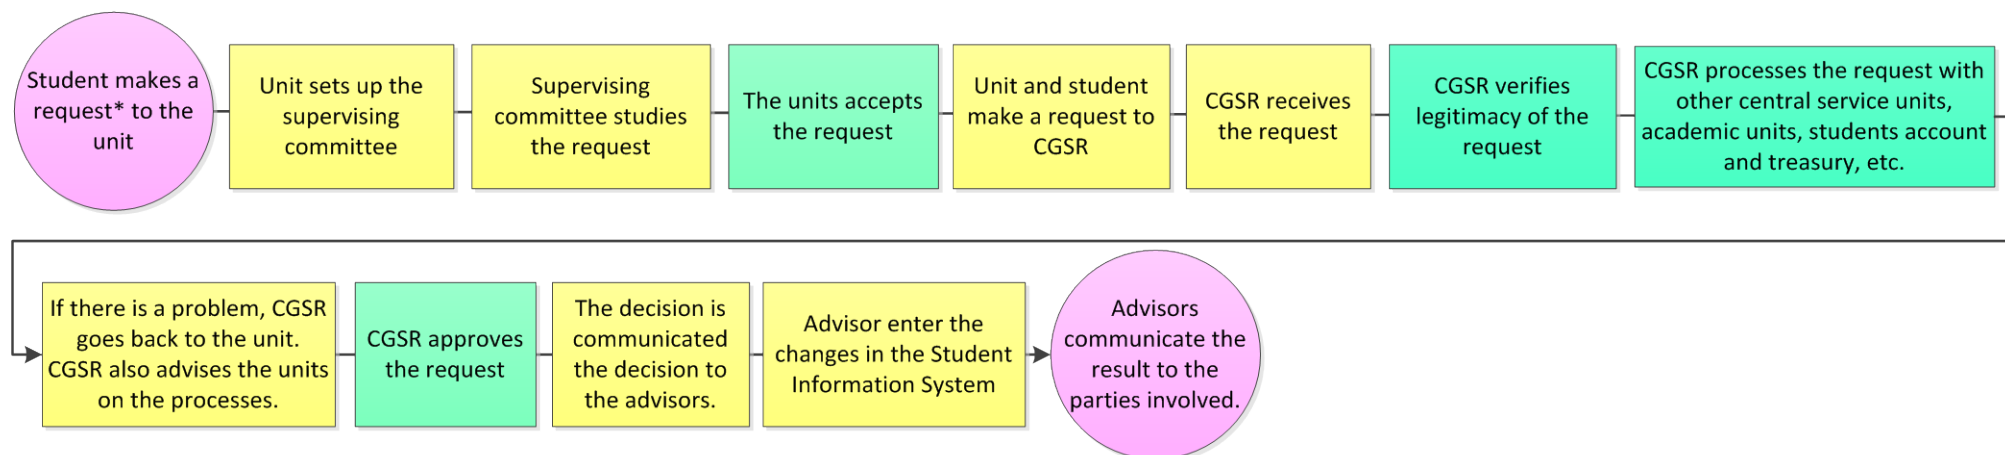 Student makes a
request* to the
unit
Unit sets up the
supervising
committee
Supervising
committee studies
the request
The units accepts
the request
Unit and student
make a request to
CGSR
CGSR receives
the request
CGSR verifies
legitimacy of the
request
CGSR processes the request with
other central service units,
academic units, students account
and treasury, etc.
If there is a problem, CGSR
goes back to the unit.
CGSR also advises the units
on the processes.
CGSR approves
the request
The decision is
communicated
the decision to
the advisors.
Advisor enter the
changes in the Student
Information System
Advisors
communicate the
result to the
parties involved.